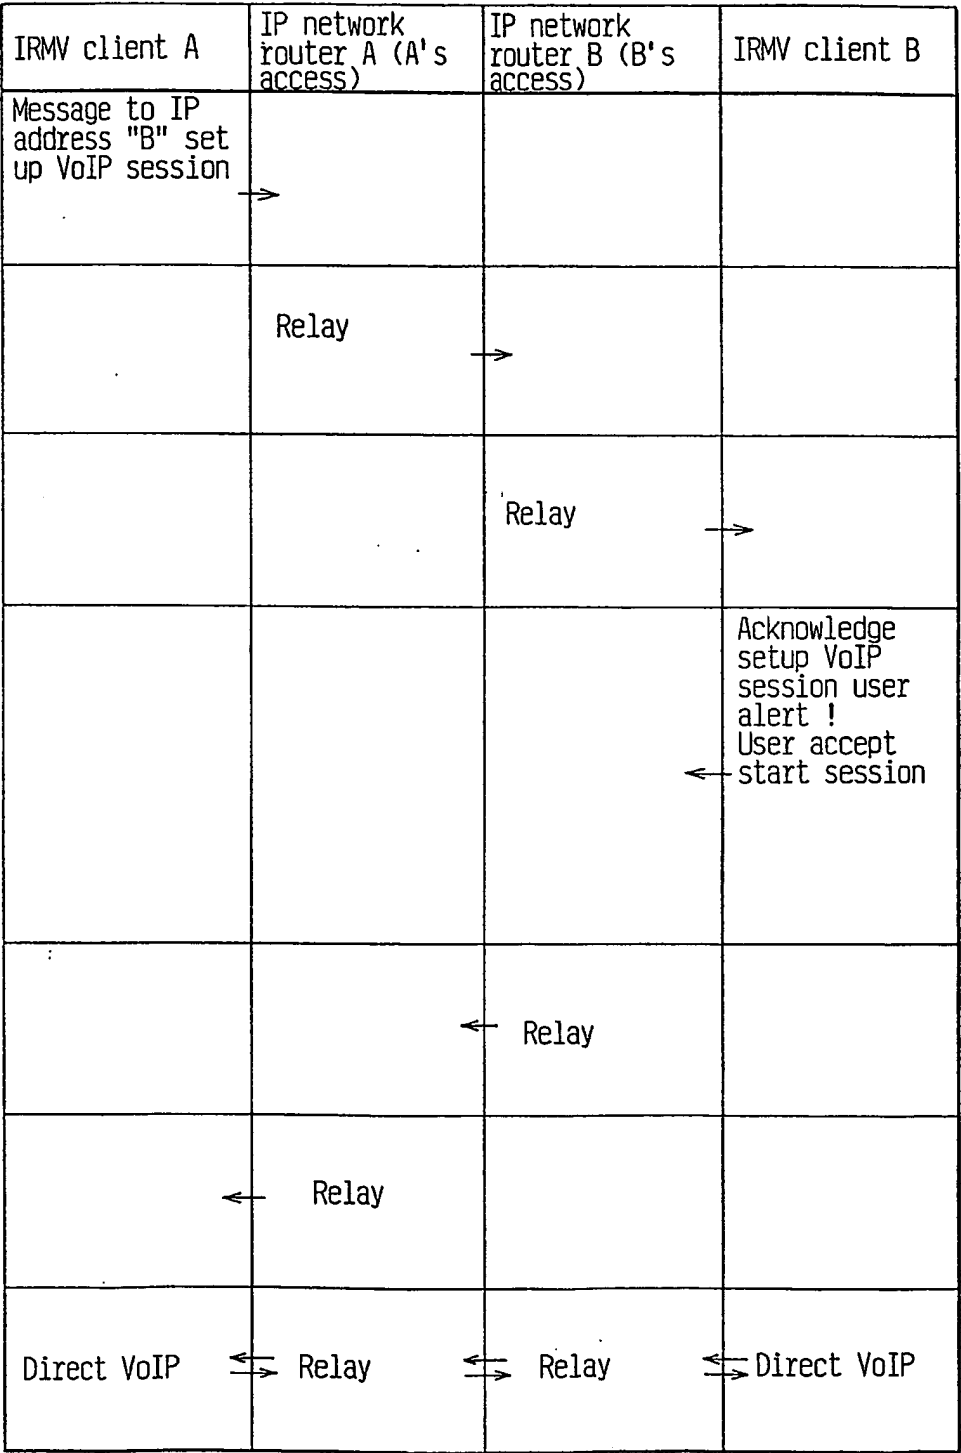 IRMV client A
IP network
router A (A's
access)
IP network
router B (B's
access)
IRMV client B
Message to IP
address "B" set
up VoIP session
Relay
Relay
Acknowledge
setup VoIP
session user
alert !
User accept
start session
Relay
Relay
Direct VoIP
Relay
Relay
Direct VoIP